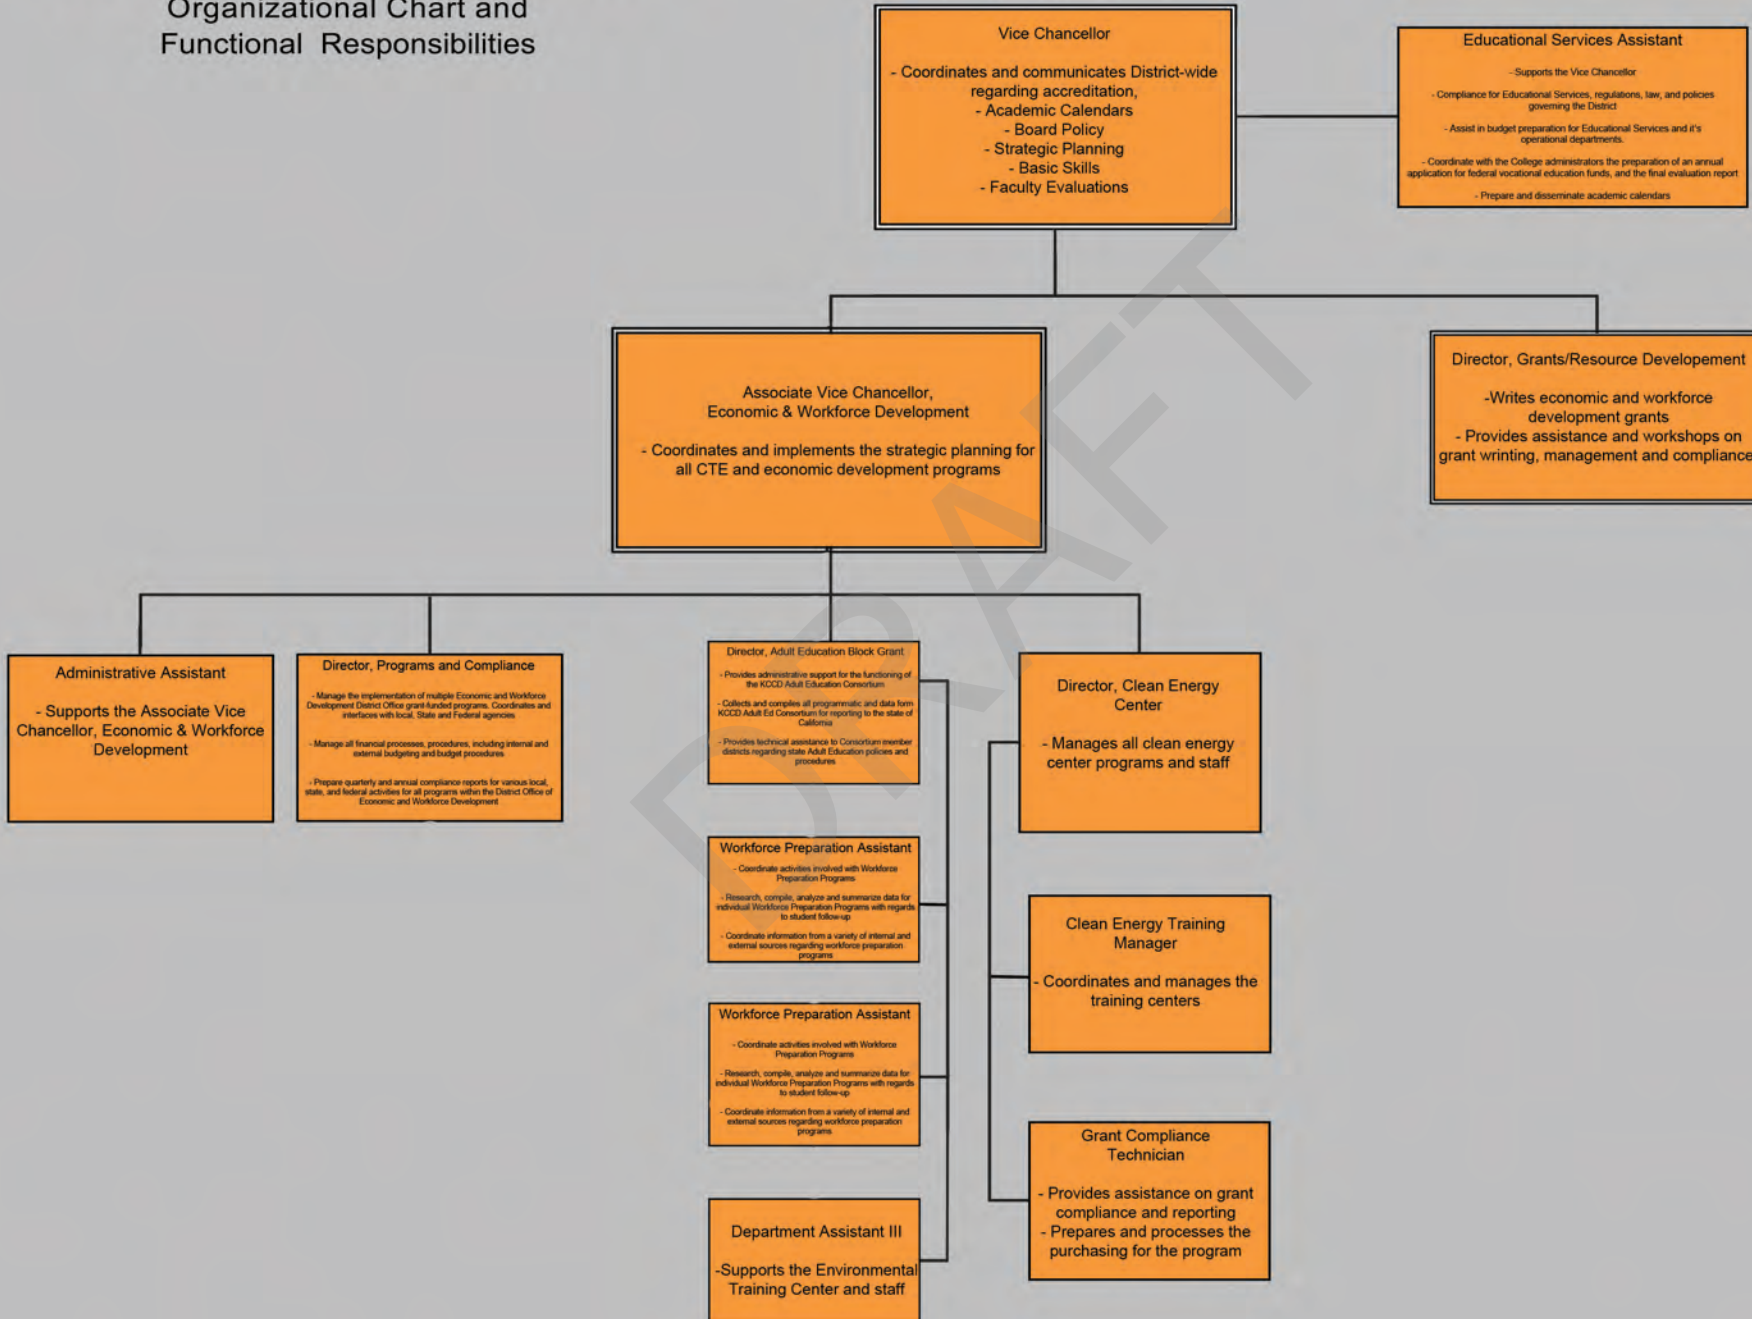 Organizational Chart and
Functional Responsibilities
Vice Chancellor
- Coordinates and communicates District-wide
regarding accreditation,
- Academic Calendars
- Board Policy
- Strategic Planning
- Basic Skills
- Faculty Evaluations
Educational Services Assistant
- Supports the Vice Chancellor
- Compliance for Educational Services, regulations, law, and policies
governing the District
- Assist in budget preparation for Educational Services and it's
operational departments.
- Coordinate with the College administrators the preparation of an annual
application for federal vocational education funds, and the final evaluation report
- Prepare and disseminate academic calendars
Associate Vice Chancellor,
Economic & Workforce Development
- Coordinates and implements the strategic planning for
all CTE and economic development programs
Director, Grants/Resource Developement
-Writes economic and workforce
development grants
- Provides assistance and workshops on
grant wrinting, management and compliance
Administrative Assistant
- Supports the Associate Vice
Chancellor, Economic & Workforce
Development
Director, Programs and Compliance
- Manage the implementation of multiple Economic and Workforce
Development District Office grant-funded programs. Coordinates and
interfaces with local, State and Federal agencies
- Manage all financial processes, procedures, including internal and
external budgeting and budget procedures
- Prepare quarterly and annual compliance reports for various local,
state, and federal activities for all programs within the District Office of
Economic and Workforce Development
Director, Adult Education Block Grant
- Provides administrative support for the functioning of
the KCCD Adult Education Consortium
- Collects and compiles all programmatic and data form
KCCD Adult Ed Consortium for reporting to the state of
California
- Provides technical assistance to Consortium member
districts regarding state Adult Education policies and
procedures
Director, Clean Energy
Center
- Manages all clean energy
center programs and staff
Workforce Preparation Assistant
- Coordinate activities involved with Workforce
Preparation Programs
- Research, compile, analyze and summarize data for
individual Workforce Preparation Programs with regards
to student follow-up
- Coordinate information from a variety of internal and
external sources regarding workforce preparation
programs
Clean Energy Training
Manager
- Coordinates and manages the
training centers
Workforce Preparation Assistant
- Coordinate activities involved with Workforce
Preparation Programs
- Research, compile, analyze and summarize data for
individual Workforce Preparation Programs with regards
to student follow-up
- Coordinate information from a variety of internal and
external sources regarding workforce preparation
programs.
Grant Compliance
Technician
- Provides assistance on grant
compliance and reporting
- Prepares and processes the
purchasing for the program
Department Assistant III
-Supports the Environmental
Training Center and staff
DRAFT